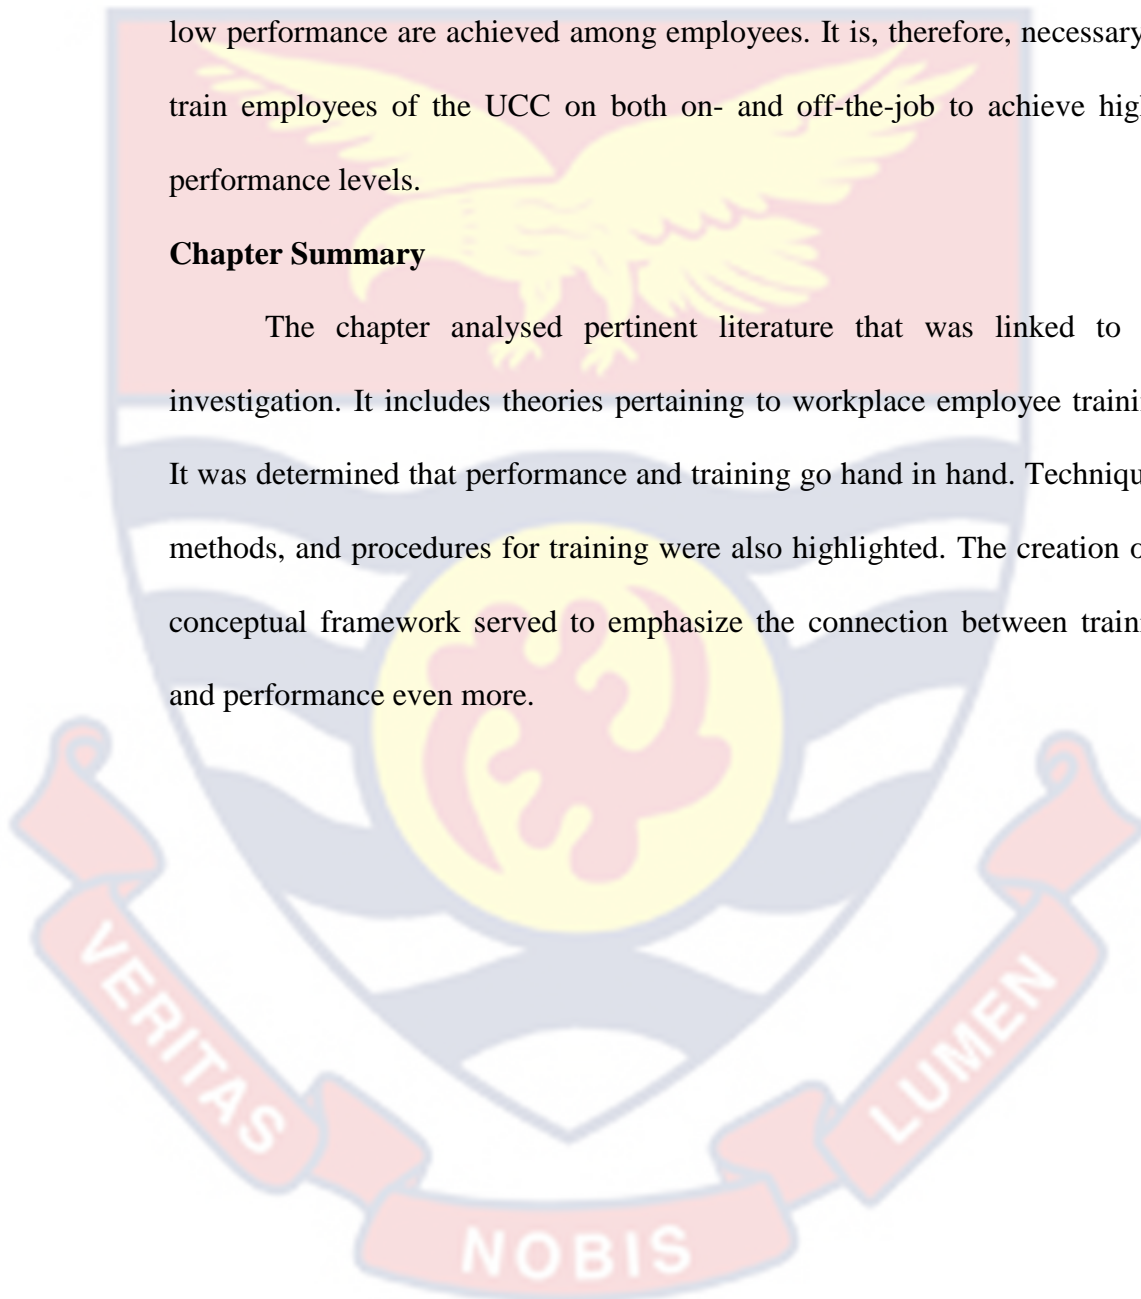 low performance are achieved among employees. It is, therefore, necessary
train employees of the UCC on both on- and off-the-job to achieve high
performance levels.
Chapter Summary
The chapter analysed pertinent literature that was linked to
investigation. It includes theories pertaining to workplace employee trainin
It was determined that performance and training go hand in hand. Techniqu
methods, and procedures for training were also highlighted. The creation o
conceptual framework served to emphasize the connection between traini
and performance even more.
VERITAS
NOBIS
LUMEN